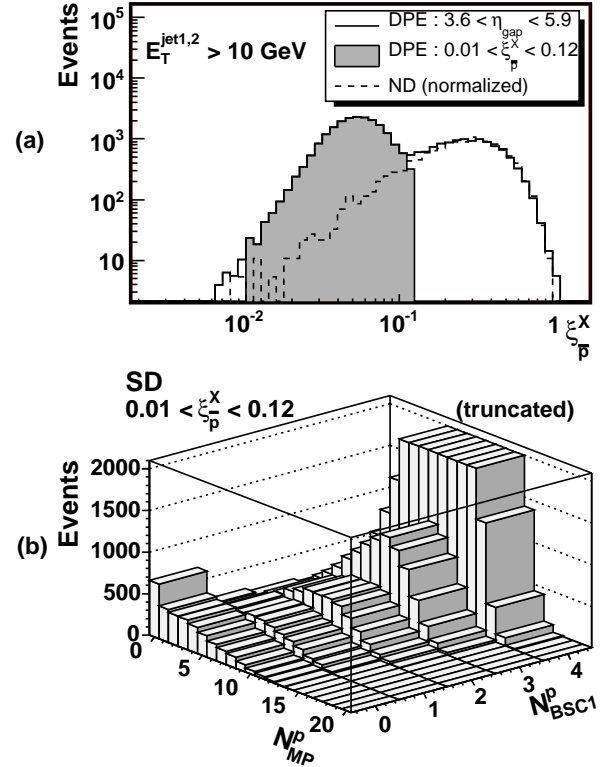 (a)
Events
10^5
10^4
10^3
10^2
10
E_T^jet1,2 > 10 GeV
DPE : 3.6 < η_gap < 5.9
DPE : 0.01 < ξ_p̅^X < 0.12
ND (normalized)
10^-2
10^-1
1
ξ_p̅^X
(b)
SD
0.01 < ξ_p̅^X < 0.12
(truncated)
Events
2000
1500
1000
500
0
0
5
10
15
20
N_MP^p
0
1
2
3
4
N_BSC1^p